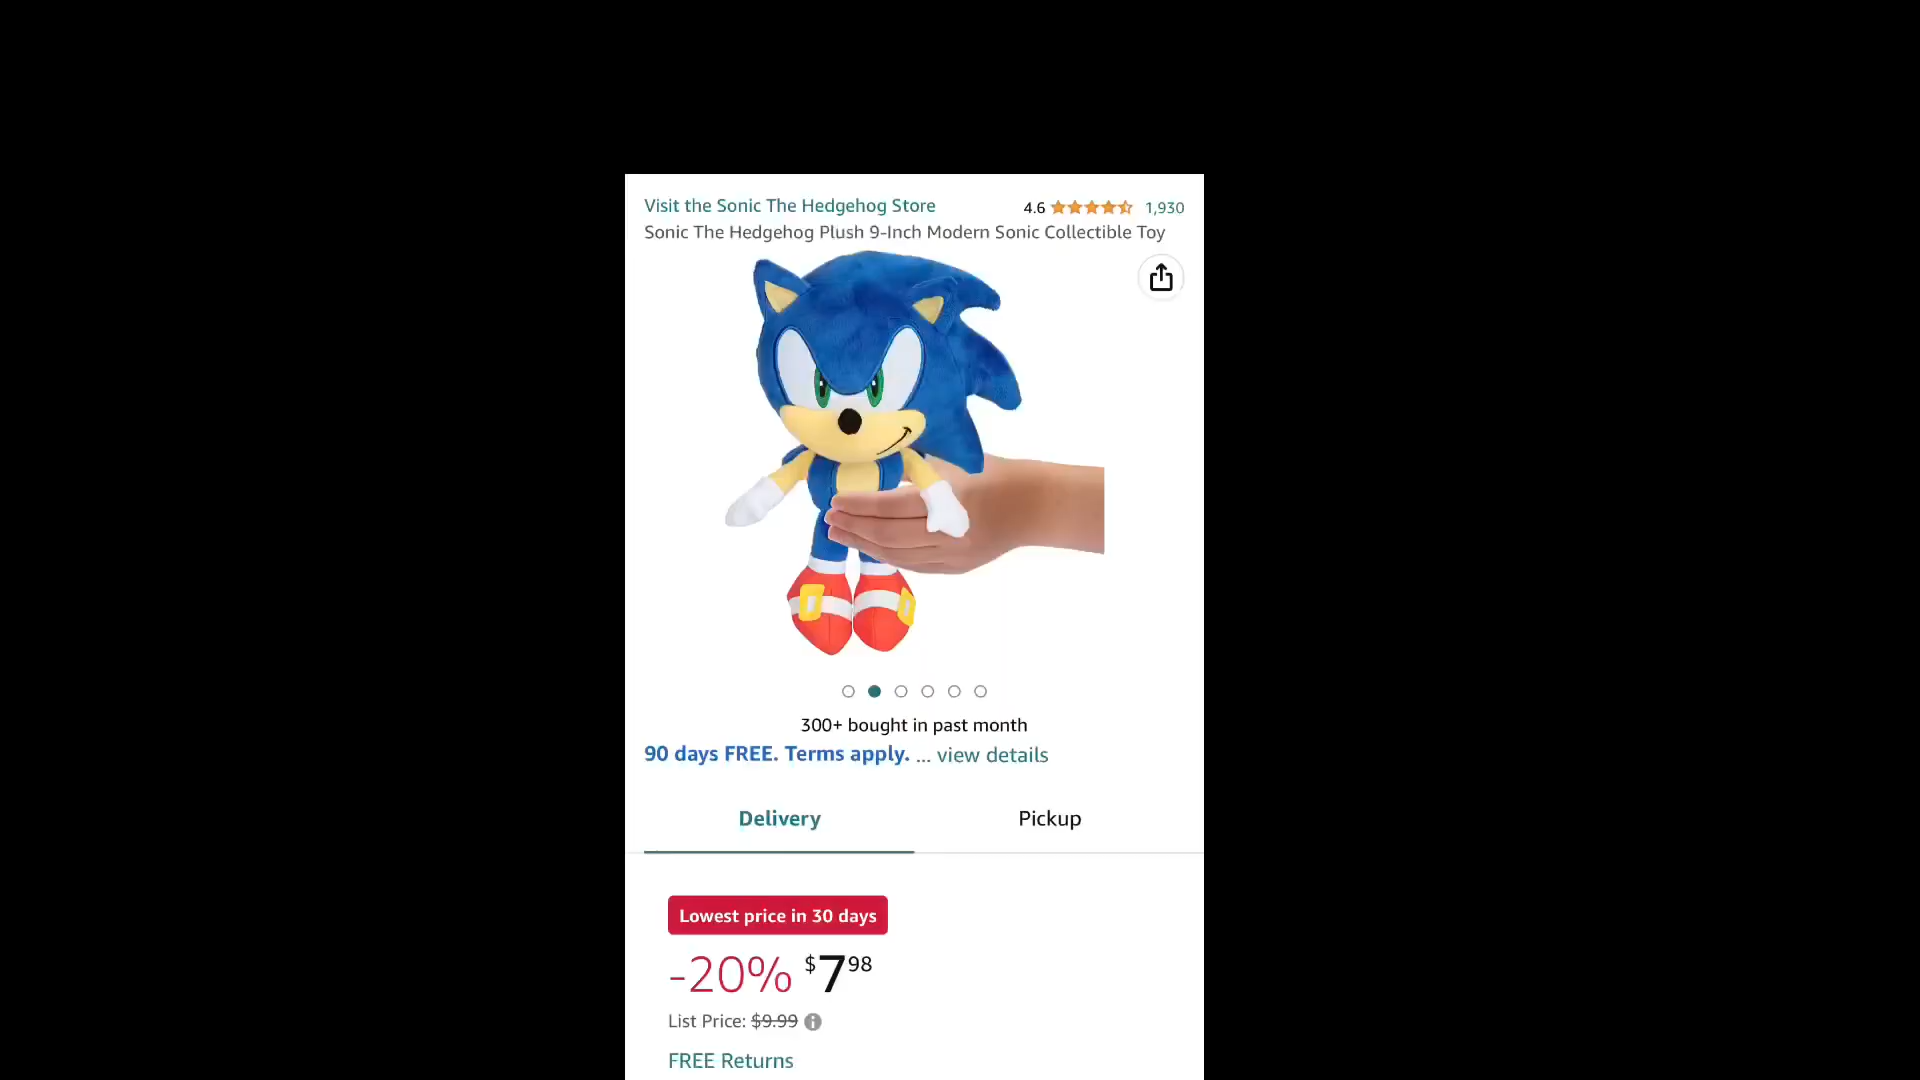 Visit the Sonic The Hedgehog Store 4.6 1,930
Sonic The Hedgehog Plush 9-Inch Modern Sonic Collectible Toy
300+ bought in past month
90 days FREE. Terms apply. ... view details
Delivery Pickup
Lowest price in 30 days
-20% $7 98
List Price: $9.99
FREE Returns